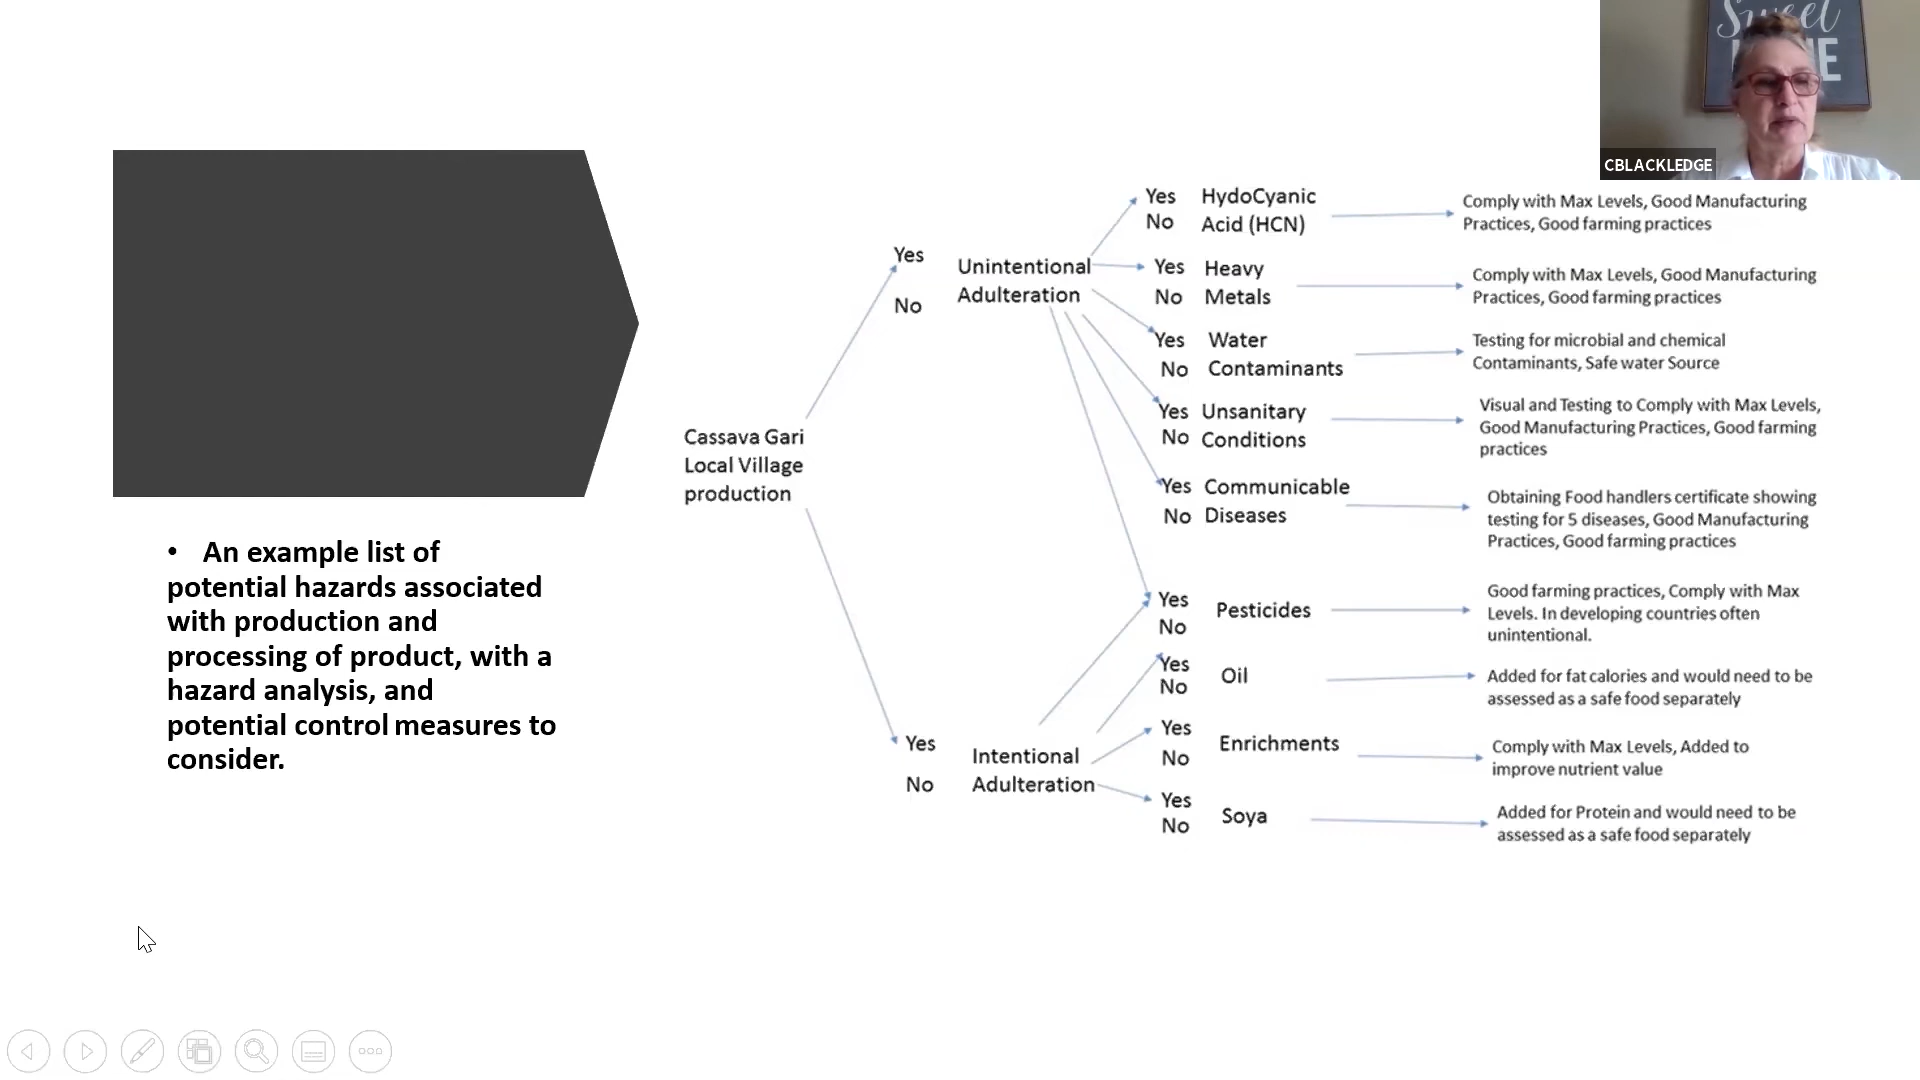 Sweet
CBLACKLEDGE
• An example list of
potential hazards associated
with production and
processing of product, with a
hazard analysis, and
potential control measures to
consider.
Cassava Gari
Local Village
production
Yes
No
Unintentional
Adulteration
Yes
No
HydoCyanic
Acid (HCN)
Comply with Max Levels, Good Manufacturing
Practices, Good farming practices
Yes
No
Heavy
Metals
Comply with Max Levels, Good Manufacturing
Practices, Good farming practices
Yes
No
Water
Contaminants
Testing for microbial and chemical
Contaminants, Safe water Source
Yes
No
Unsanitary
Conditions
Visual and Testing to Comply with Max Levels,
Good Manufacturing Practices, Good farming
practices
Yes
No
Communicable
Diseases
Obtaining Food handlers certificate showing
testing for 5 diseases, Good Manufacturing
Practices, Good farming practices
Yes
No
Intentional
Adulteration
Yes
No
Pesticides
Good farming practices, Comply with Max
Levels. In developing countries often
unintentional.
Yes
No
Oil
Added for fat calories and would need to be
assessed as a safe food separately
Yes
No
Enrichments
Comply with Max Levels, Added to
improve nutrient value
Yes
No
Soya
Added for Protein and would need to be
assessed as a safe food separately